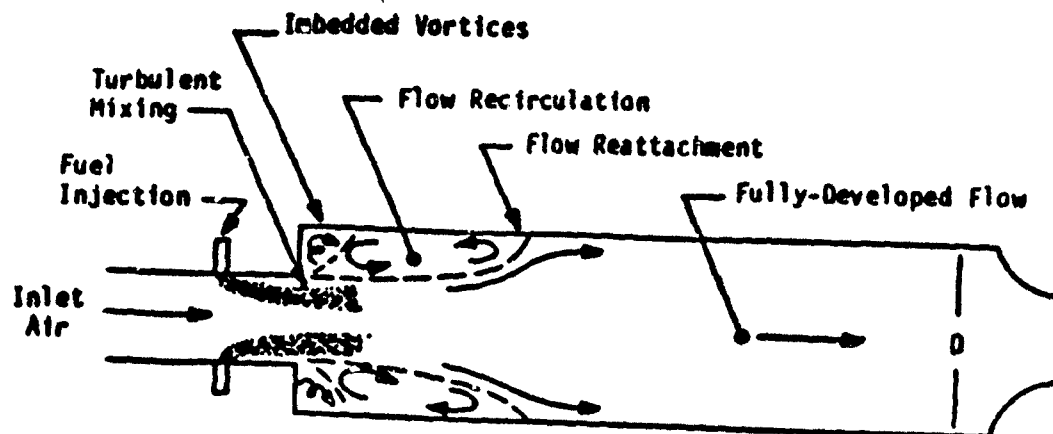 Imbedded Vortices
Turbulent
Mixing
Flow Recirculation
Flow Reattachment
Fuel
Injection
Fully-Developed Flow
Inlet
Air
D